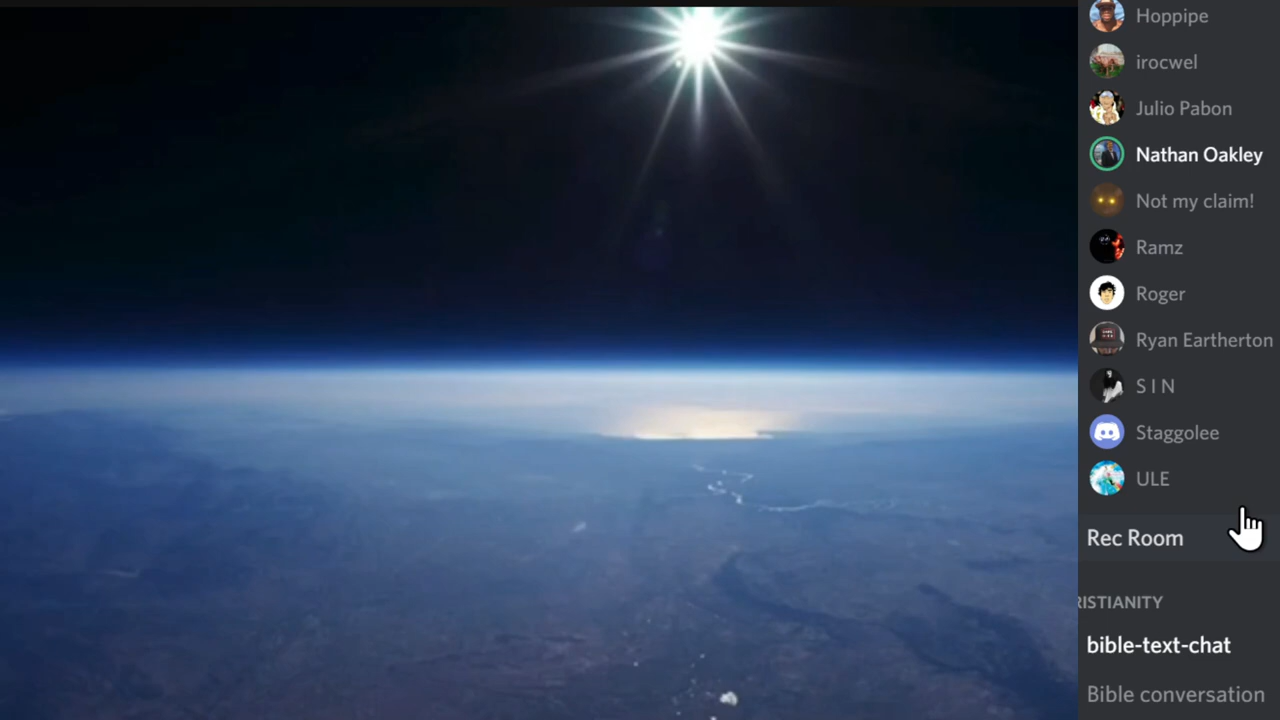 Hoppipe
irocwel
Julio Pabon
Nathan Oakley
Not my claim!
Ramz
Roger
Ryan Eartherton
S I N
Staggolee
ULE
Rec Room
RISTIANITY
bible-text-chat
Bible conversation